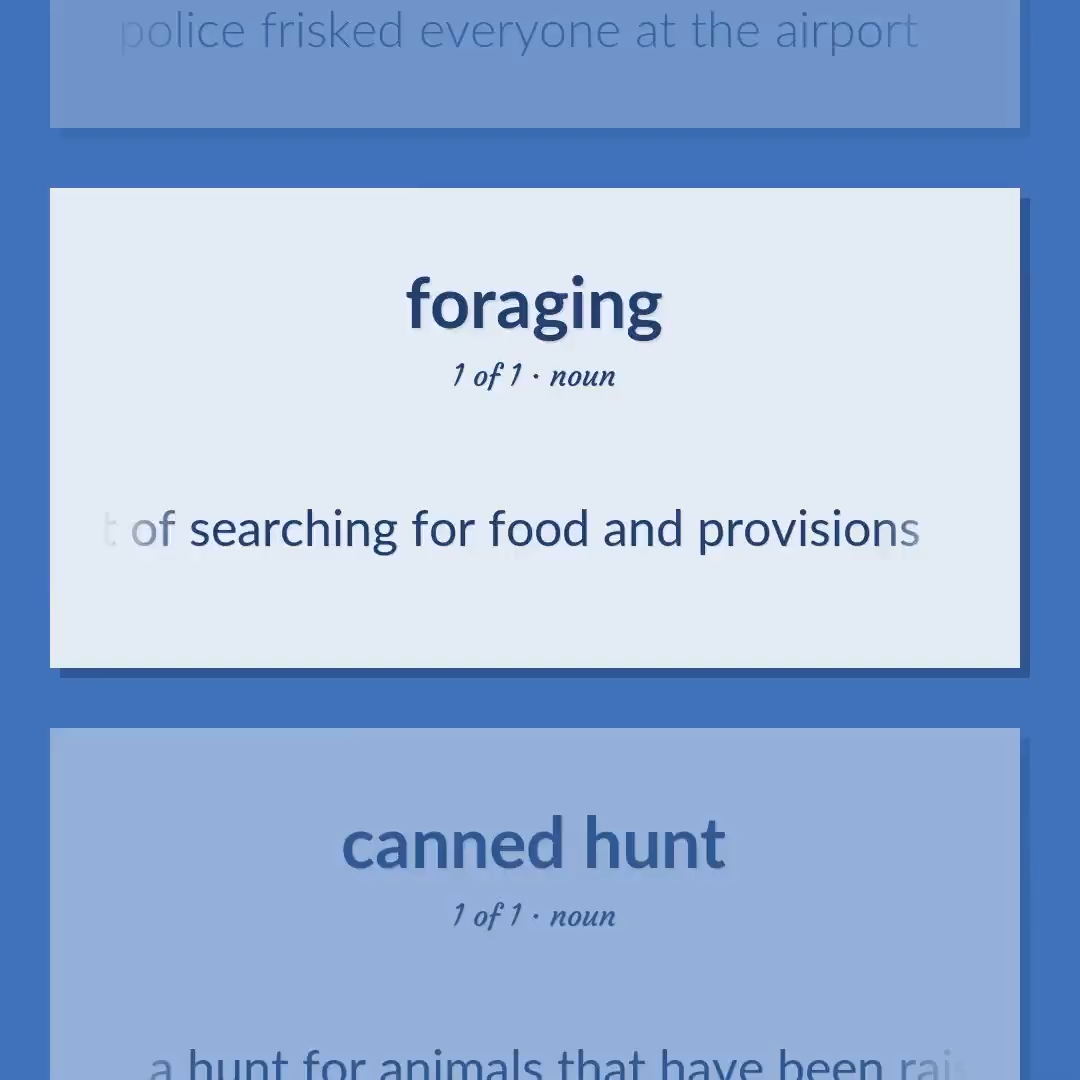 police frisked everyone at the airport
foraging
1 of 1 · noun
of searching for food and provisions
canned hunt
1 of 1 · noun
a hunt for animals that have been